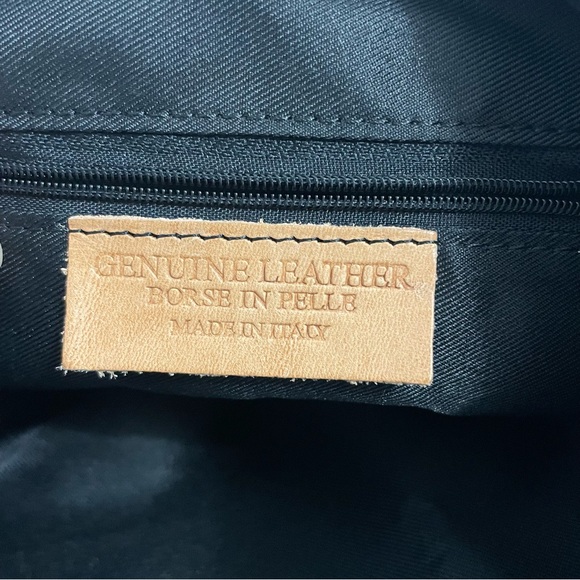 GENUINE LEATHER
BORSE IN PELLE
MADE IN ITALY